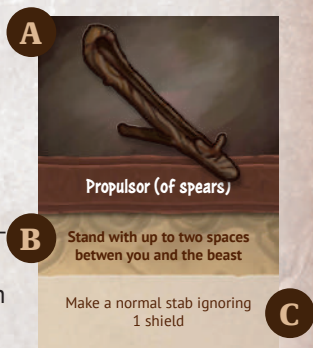 A
Propulsor (of spears)
B
Stand with up to two spaces
betwen you and the beast
Make a normal stab ignoring
1 shield
C